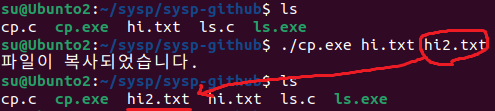 su@Ubunto2:~/sysp/sysp-github$ ls
cp.c cp.exe hi.txt ls.c ls.exe
su@Ubunto2:~/sysp/sysp-github$ ./cp.exe hi.txt hi2.txt
파일이 복사되었습니다.
su@Ubunto2:~/sysp/sysp-github$ ls
cp.c cp.exe hi2.txt hi.txt ls.c ls.exe